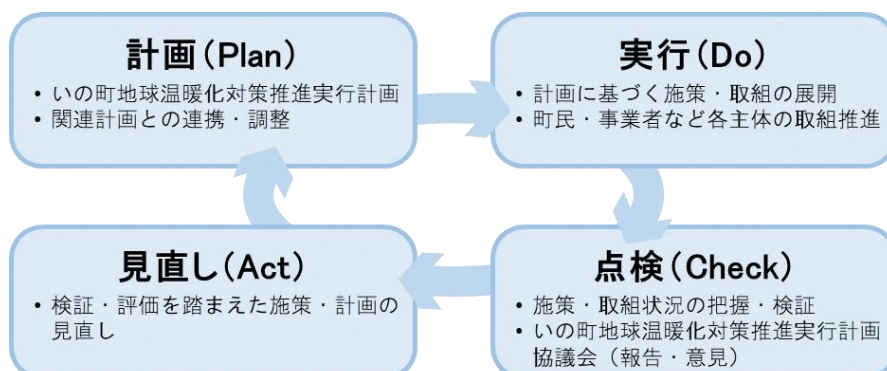 計画（Plan）
• いの町地球温暖化対策推進実行計画
• 関連計画との連携・調整
実行（Do）
• 計画に基づく施策・取組の展開
• 町民・事業者など各主体の取組推進
見直し（Act）
• 検証・評価を踏まえた施策・計画の
見直し
点検（Check）
• 施策・取組状況の把握・検証
• いの町地球温暖化対策推進実行計画
協議会（報告・意見）